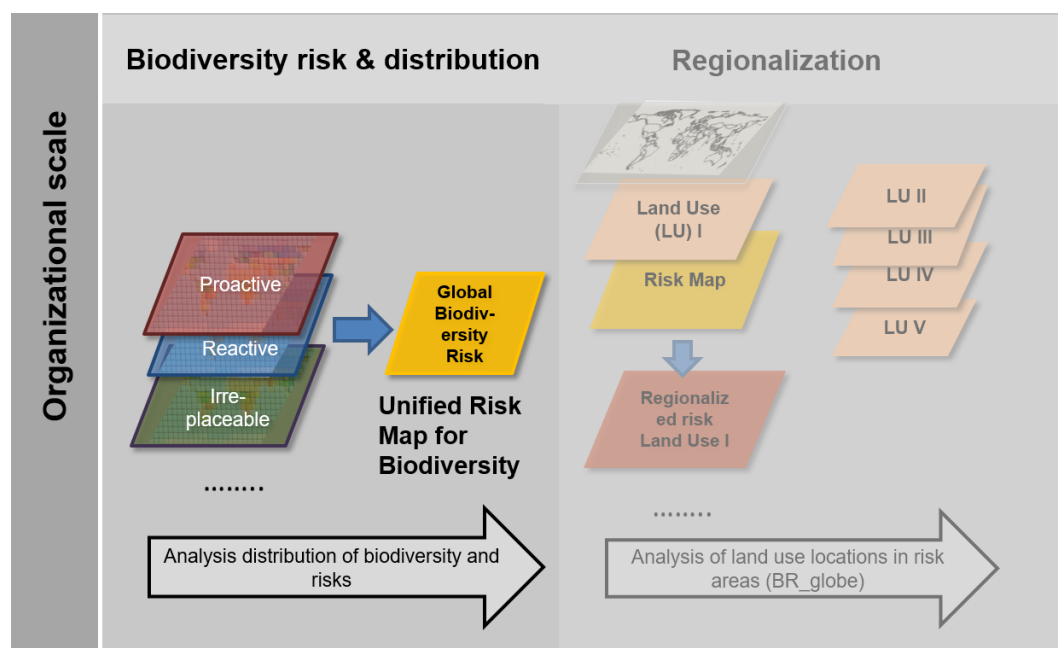 Organizational scale
Biodiversity risk & distribution
Proactive
Reactive
Irre-
placeable
........
Global
Biodiv-
ersity
Risk
Unified Risk
Map for
Biodiversity
Analysis distribution of biodiversity and
risks
Regionalization
Land Use
(LU) I
Risk Map
Regionaliz
ed risk
Land Use I
........
LU II
LU III
LU IV
LU V
Analysis of land use locations in risk
areas (BR_globe)